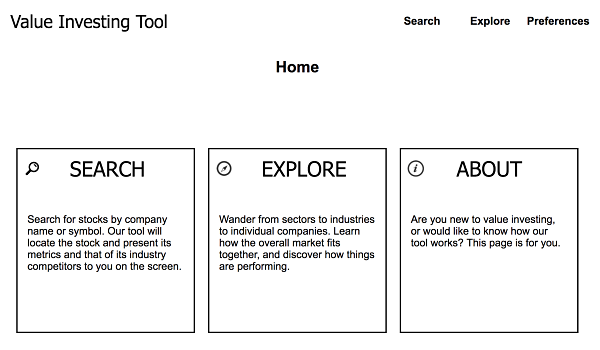 Value Investing Tool
Search Explore Preferences
Home
SEARCH
Search for stocks by company
name or symbol. Our tool will
locate the stock and present its
metrics and that of its industry
competitors to you on the screen.
EXPLORE
Wander from sectors to industries
to individual companies. Learn
how the overall market fits
together, and discover how things
are performing.
ABOUT
Are you new to value investing,
or would like to know how our
tool works? This page is for you.